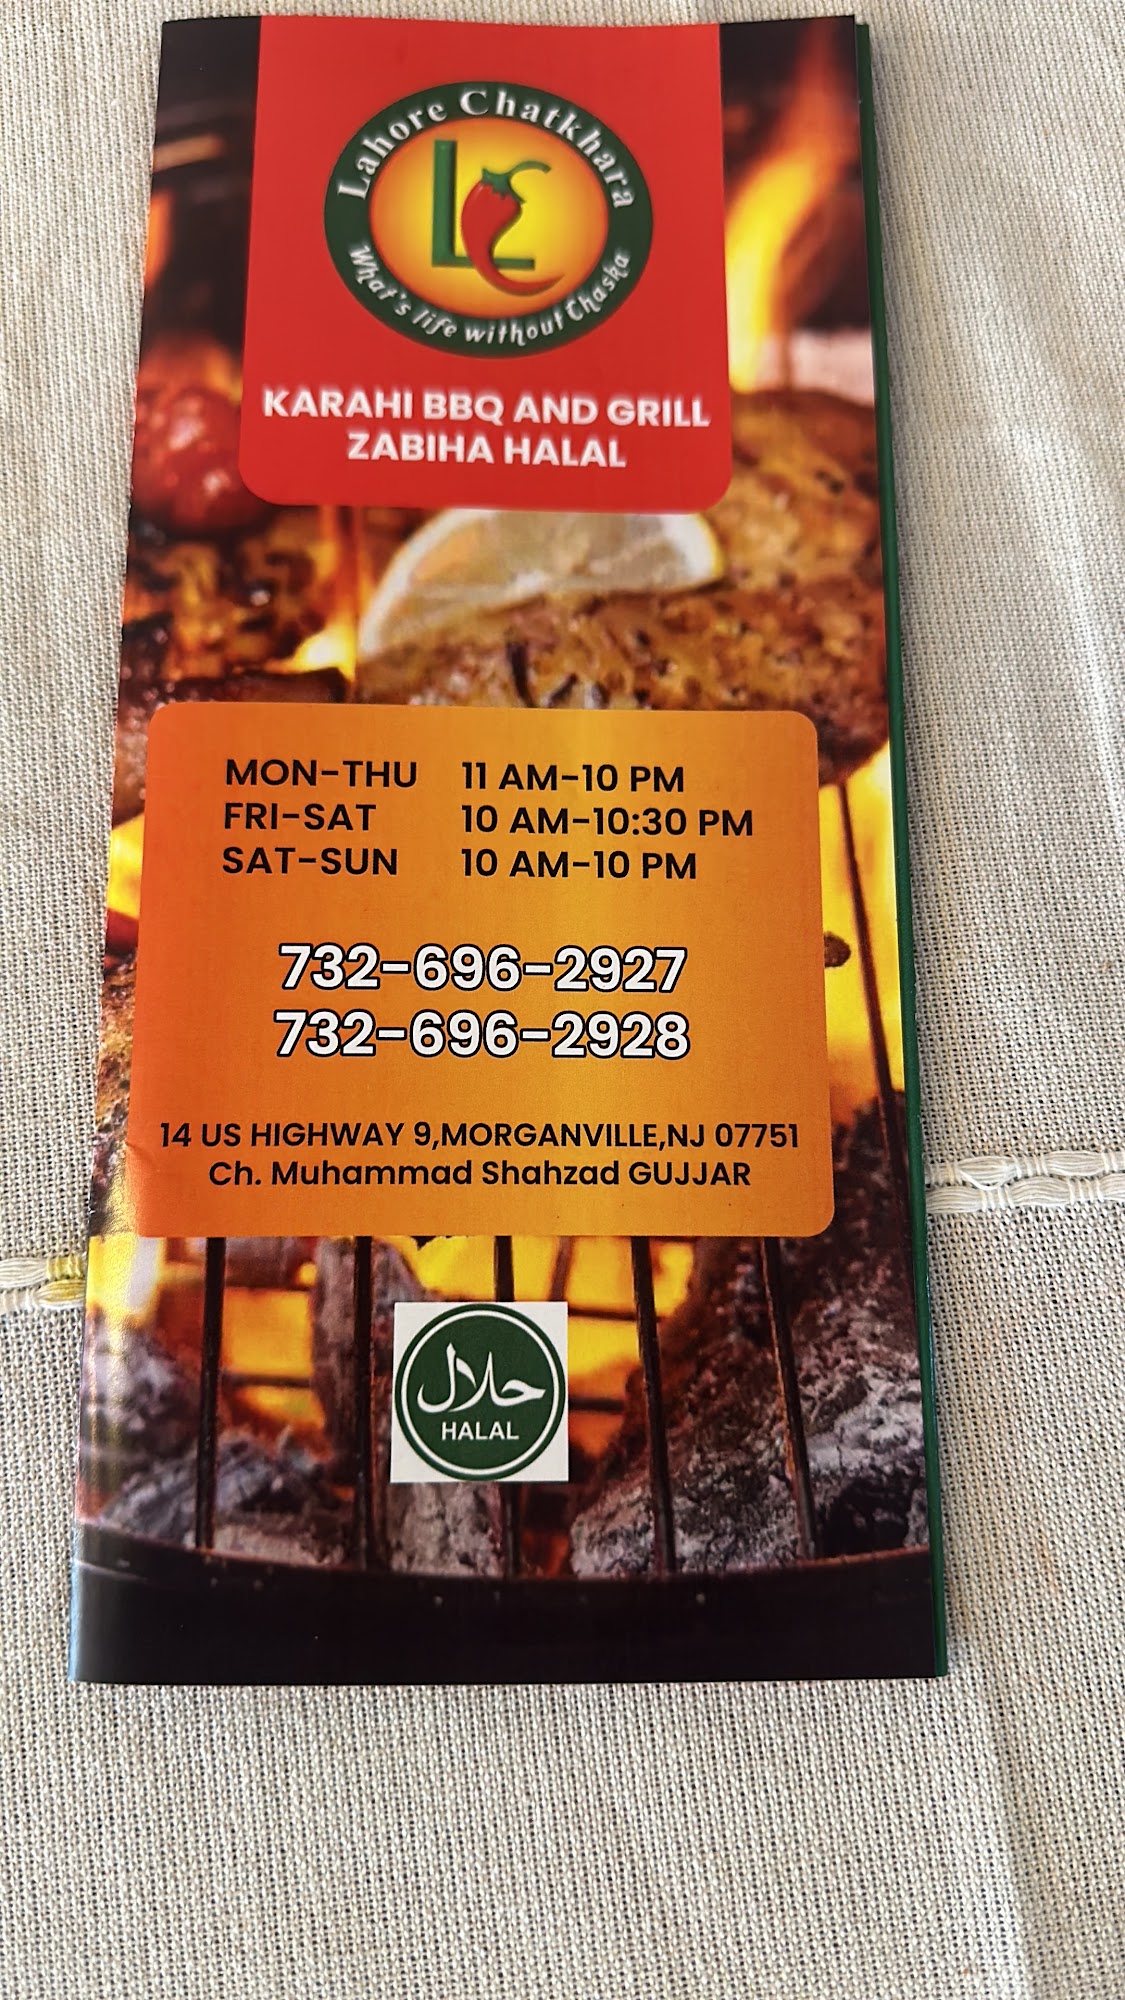 Lahore Chatkhara
LC
What's life without Chaska
KARAHI BBQ AND GRILL
ZABIHA HALAL
MON-THU 11 AM-10 PM
FRI-SAT 10 AM-10:30 PM
SAT-SUN 10 AM-10 PM
732-696-2927
732-696-2928
14 US HIGHWAY 9,MORGANVILLE,NJ 07751
Ch. Muhammad Shahzad GUJJAR
حلال
HALAL